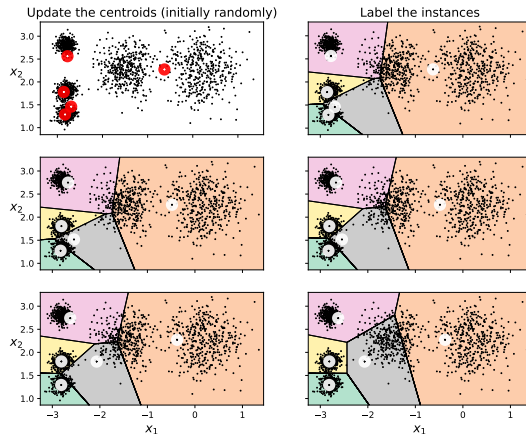 Update the centroids (initially randomly)
Label the instances
3.0
2.5
x2
2.0
1.5
1.0
3.0
2.5
x2
2.0
1.5
1.0
3.0
2.5
x2
2.0
1.5
1.0
−3 −2 −1 0 1
−3 −2 −1 0 1
x1
x1